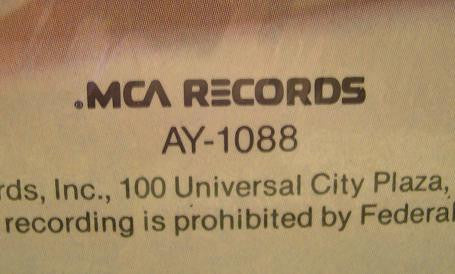 .MCA RECORDS
AY-1088
rds, Inc., 100 Universal City Plaza,
recording is prohibited by Federal